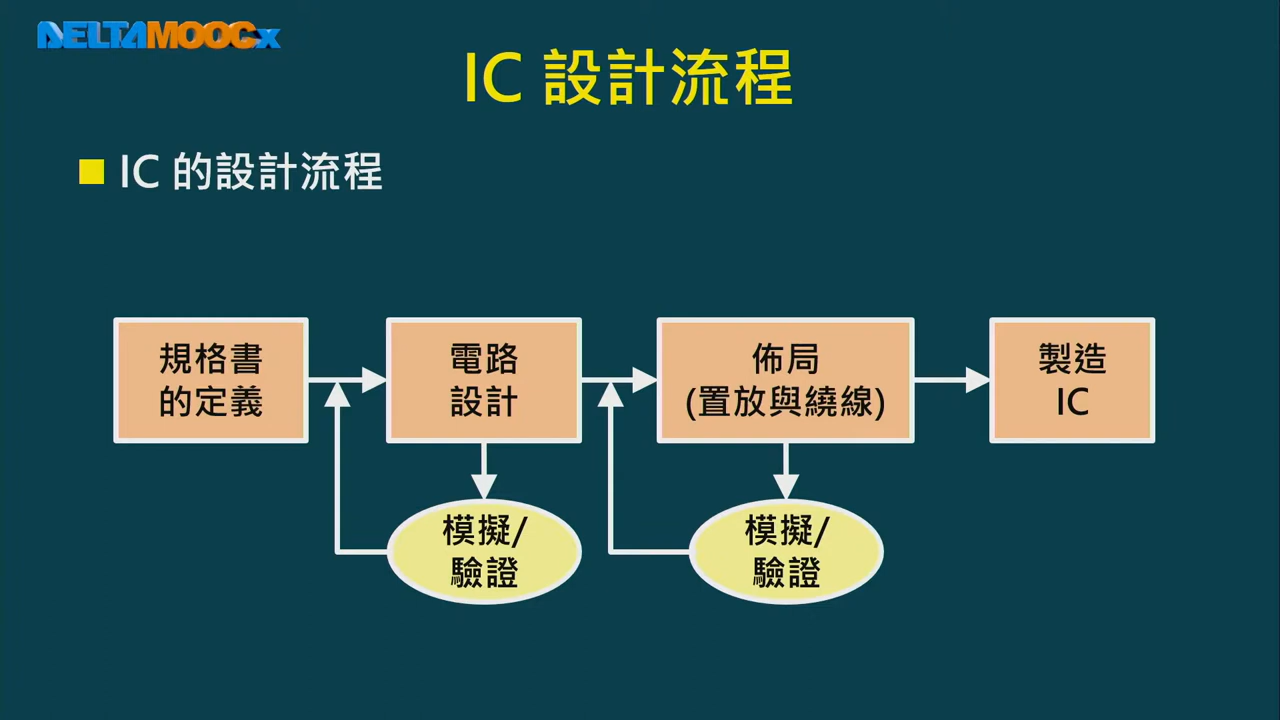 DELTAMOOCx
IC 設計流程
IC 的設計流程
規格書
的定義
電路
設計
佈局
(置放與繞線)
製造
IC
模擬/
驗證
模擬/
驗證